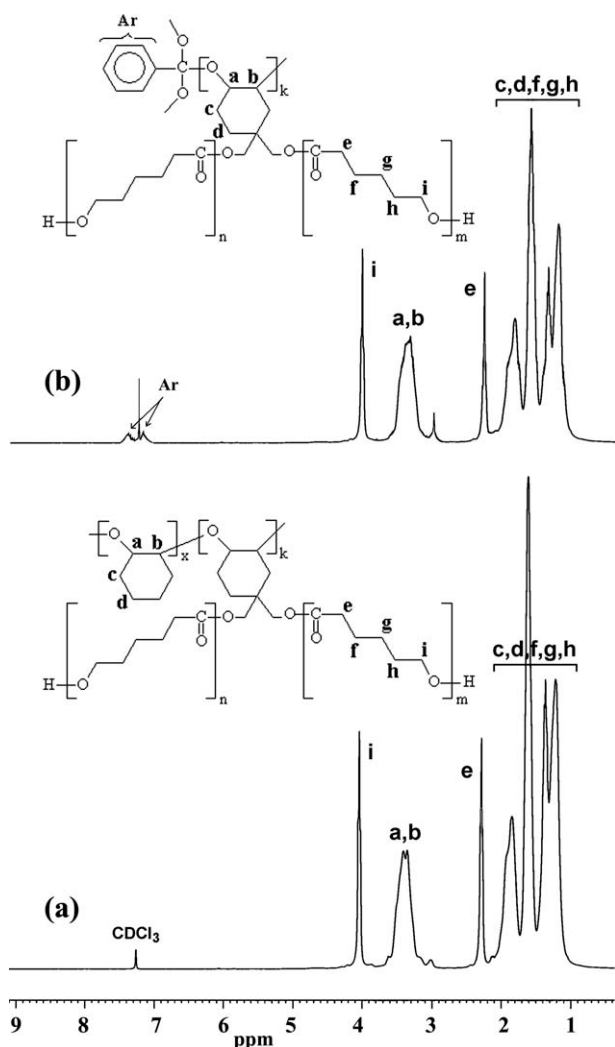 Ar
O
O
C
O
a
b
k
c
d
C
O
O
O
C
O
e
f
g
h
i
H
O
n
O
H
m
c,d,f,g,h
i
a,b
e
(b)
Ar
O
a
b
x
O
k
c
d
C
O
O
O
C
O
e
f
g
h
i
H
O
n
O
H
m
c,d,f,g,h
i
a,b
e
(a)
CDCl₃
9 8 7 6 5 4 3 2 1
ppm